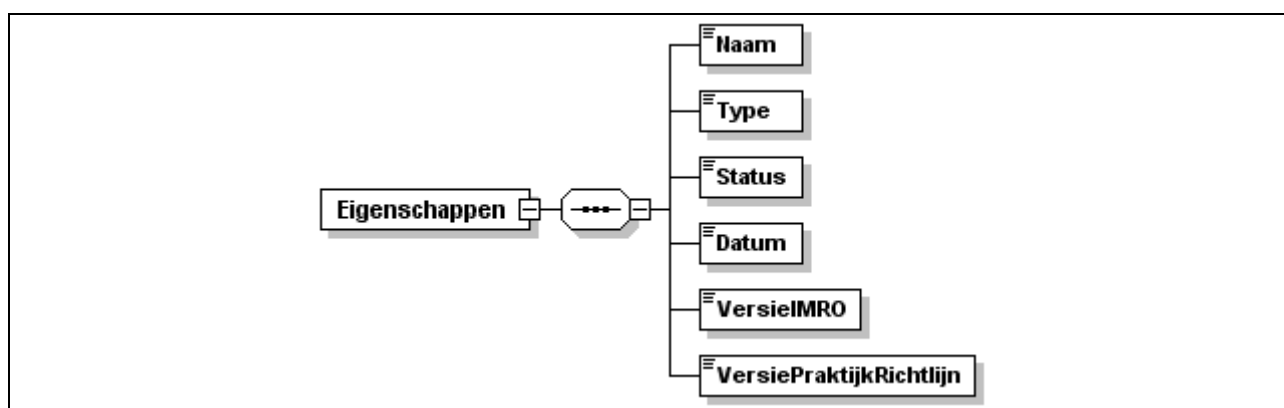 Naam
Type
Status
Eigenschappen
Datum
VersieIMRO
VersiePraktijkRichtlijn